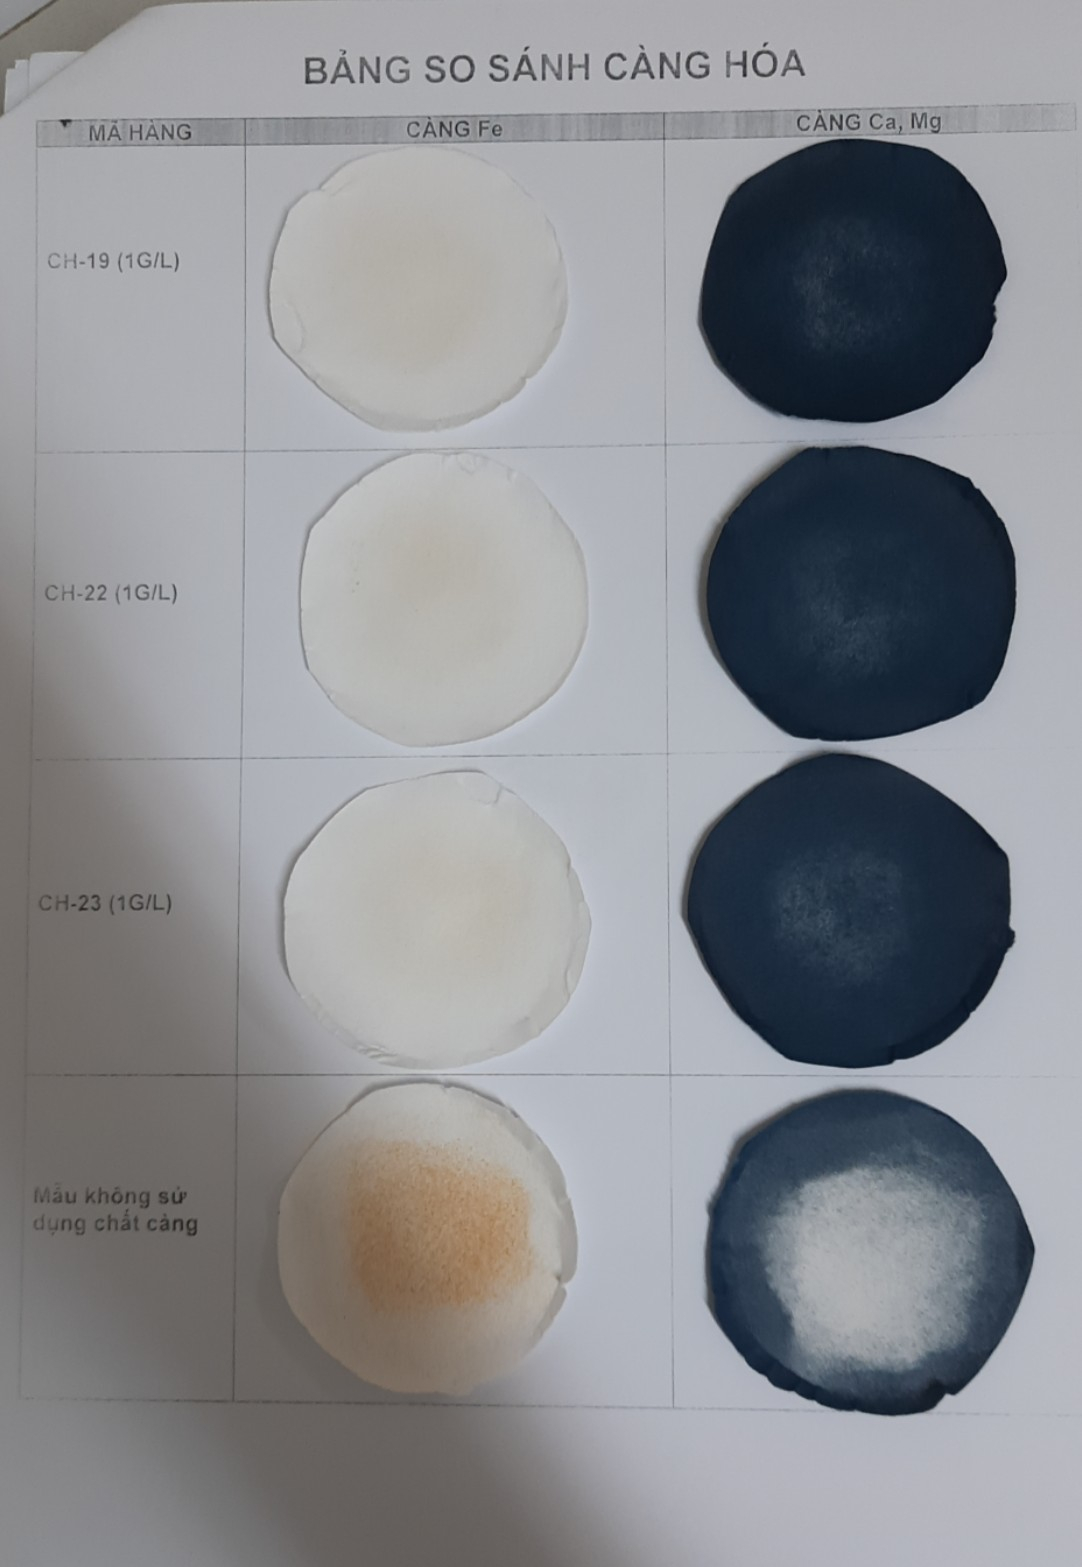 BẢNG SO SÁNH CÀNG HÓA
MÃ HÀNG CÀNG Fe CÀNG Ca, Mg
CH-19 (1G/L)
CH-22 (1G/L)
CH-23 (1G/L)
Mẫu không sử
dụng chất càng